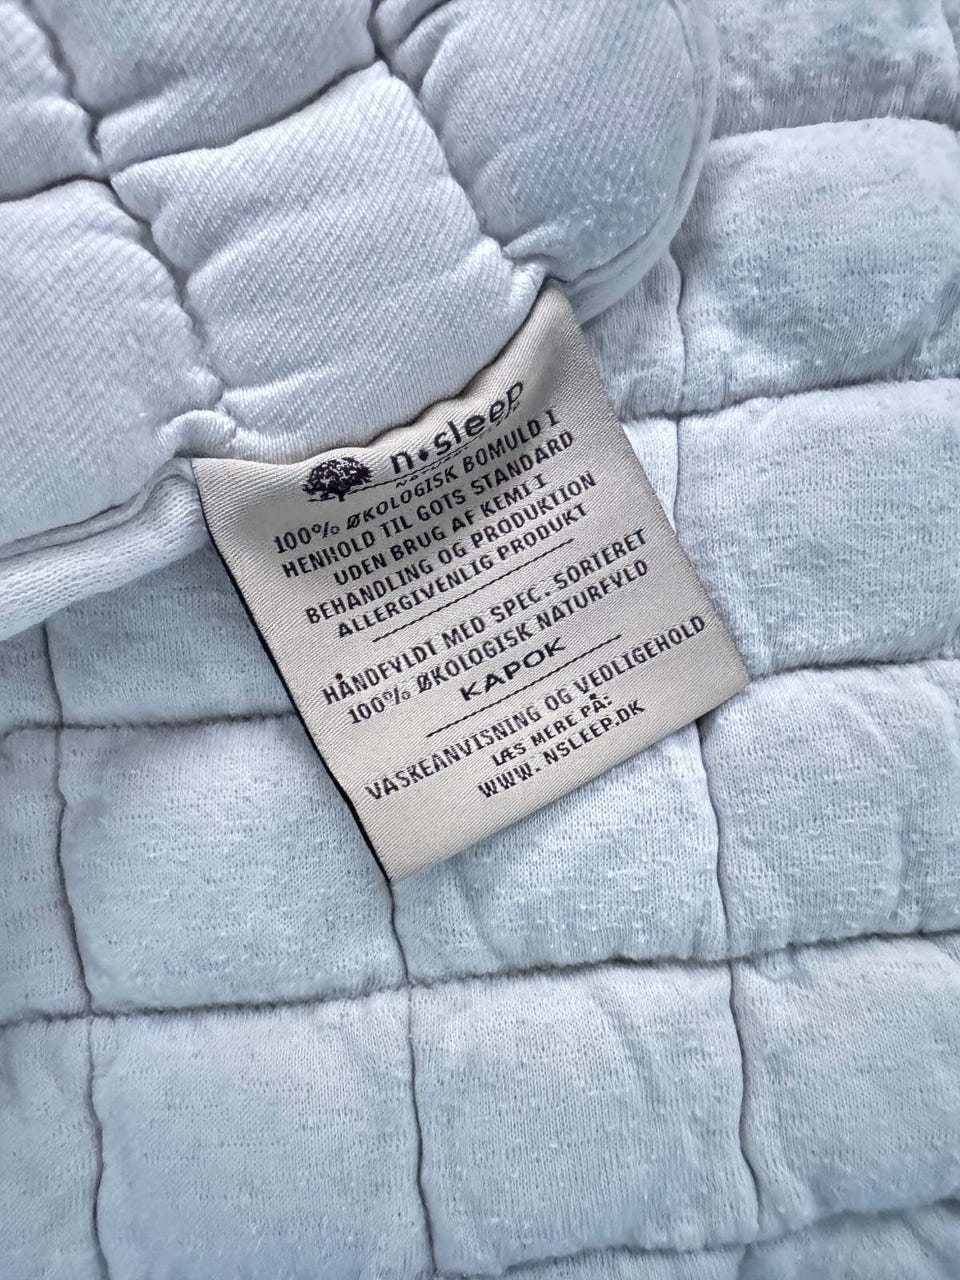 n•sleep
NATURE
100% ØKOLOGISK BOMULD I
HENHOLD TIL GOTS STANDARD
UDEN BRUG AF KEMI I
BEHANDLING OG PRODUKTION
ALLERGIVENLIG PRODUKT
HÅNDFYLDT MED SPEC. SORTERET
100% ØKOLOGISK NATURFYLD
KAPOK
VASKEANVISNING OG VEDLIGEHOLD
LÆS MERE PÅ:
WWW.NSLEEP.DK